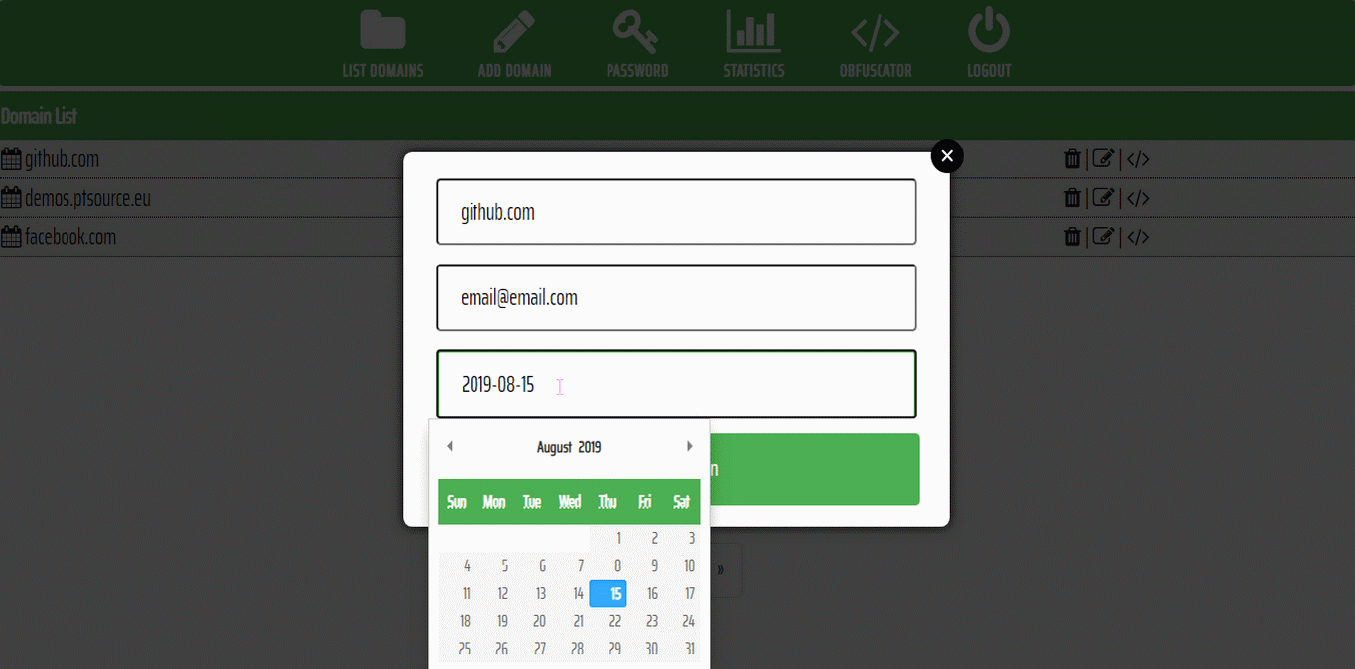 LIST DOMAINS ADD DOMAIN PASSWORD STATISTICS OBFUSCATOR LOGOUT
Domain List
github.com
demos.ptsource.eu
facebook.com
github.com
email@email.com
2019-08-15
August 2019
Sun Mon Tue Wed Thu Fri Sat
1 2 3
4 5 6 7 8 9 10
11 12 13 14 15 16 17
18 19 20 21 22 23 24
25 26 27 28 29 30 31
n
»